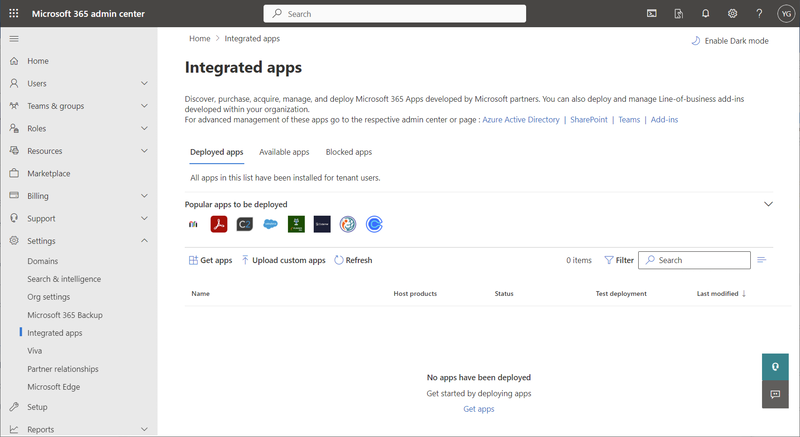 Microsoft 365 admin center
Search
?
YG
Home > Integrated apps
Enable Dark mode
Home
Users
Teams & groups
Roles
Resources
Marketplace
Billing
Support
Settings
Domains
Search & intelligence
Org settings
Microsoft 365 Backup
Integrated apps
Viva
Partner relationships
Microsoft Edge
Setup
Reports
Integrated apps
Discover, purchase, acquire, manage, and deploy Microsoft 365 Apps developed by Microsoft partners. You can also deploy and manage Line-of-business add-ins
developed within your organization.
For advanced management of these apps go to the respective admin center or page : Azure Active Directory | SharePoint | Teams | Add-ins
Deployed apps Available apps Blocked apps
All apps in this list have been installed for tenant users.
Popular apps to be deployed
Get apps Upload custom apps Refresh 0 items Filter Search
Name Host products Status Test deployment Last modified ↓
No apps have been deployed
Get started by deploying apps
Get apps